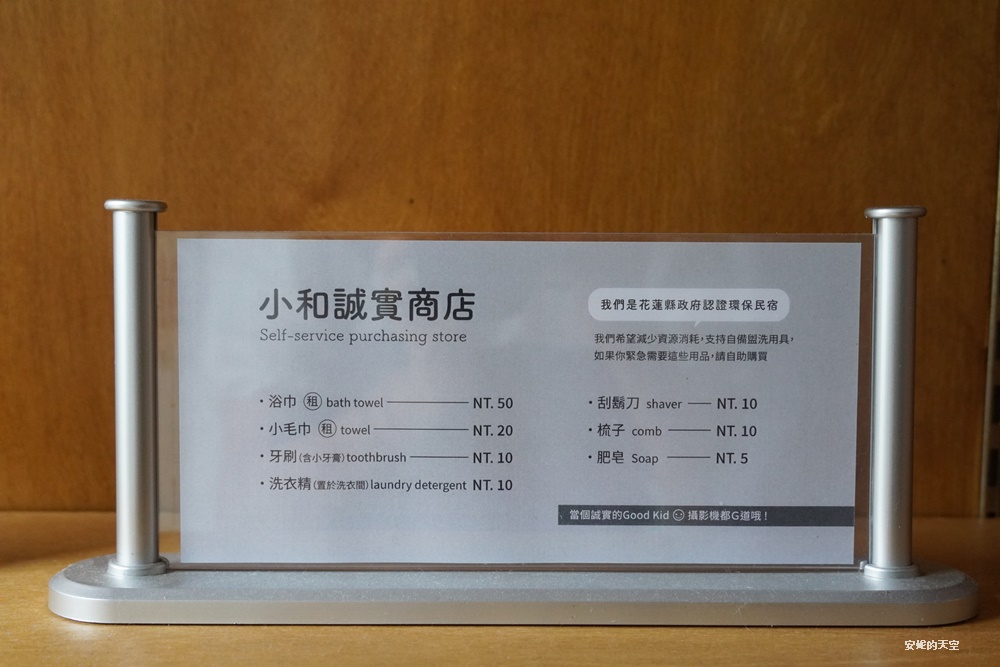 小和誠實商店
Self-service purchasing store
・浴巾 租 bath towel NT. 50
・小毛巾 租 towel NT. 20
・牙刷(含小牙膏)toothbrush NT. 10
・洗衣精(置於洗衣間)laundry detergent NT. 10
我們是花蓮縣政府認證環保民宿
我們希望減少資源消耗,支持自備盥洗用具,
如果你緊急需要這些用品,請自助購買
・刮鬍刀 shaver NT. 10
・梳子 comb NT. 10
・肥皂 Soap NT. 5
當個誠實的Good Kid 攝影機都G道哦！
安妮的天空